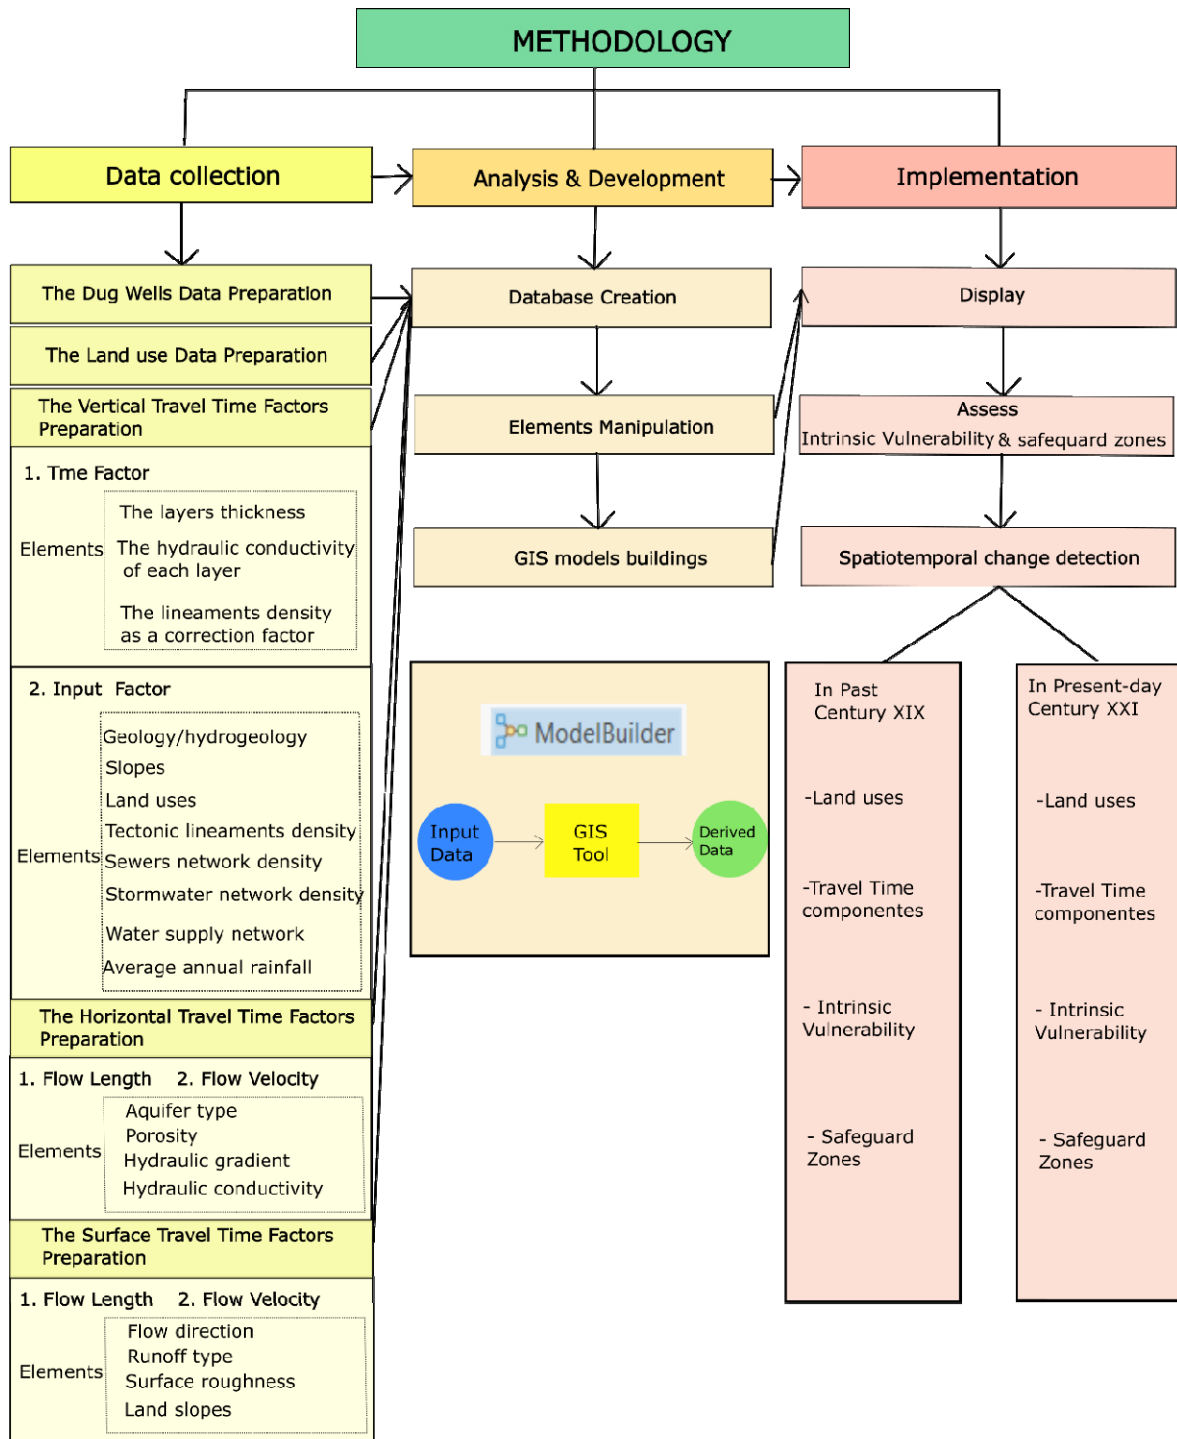 METHODOLOGY
Data collection
Analysis & Development
Implementation
The Dug Wells Data Preparation
The Land use Data Preparation
The Vertical Travel Time Factors
Preparation
1. Tme Factor
Elements
The layers thickness
The hydraulic conductivity
of each layer
The lineaments density
as a correction factor
2. Input Factor
Elements
Geology/hydrogeology
Slopes
Land uses
Tectonic lineaments density
Sewers network density
Stormwater network density
Water supply network
Average annual rainfall
The Horizontal Travel Time Factors
Preparation
1. Flow Length 2. Flow Velocity
Elements
Aquifer type
Porosity
Hydraulic gradient
Hydraulic conductivity
The Surface Travel Time Factors
Preparation
1. Flow Length 2. Flow Velocity
Elements
Flow direction
Runoff type
Surface roughness
Land slopes
Database Creation
Elements Manipulation
GIS models buildings
ModelBuilder
Input
Data
GIS
Tool
Derived
Data
Display
Assess
Intrinsic Vulnerability & safequard zones
Spatiotemporal change detection
In Past
Century XIX
-Land uses
-Travel Time
componentes
- Intrinsic
Vulnerability
- Safeguard
Zones
In Present-day
Century XXI
-Land uses
-Travel Time
componentes
- Intrinsic
Vulnerability
- Safeguard
Zones